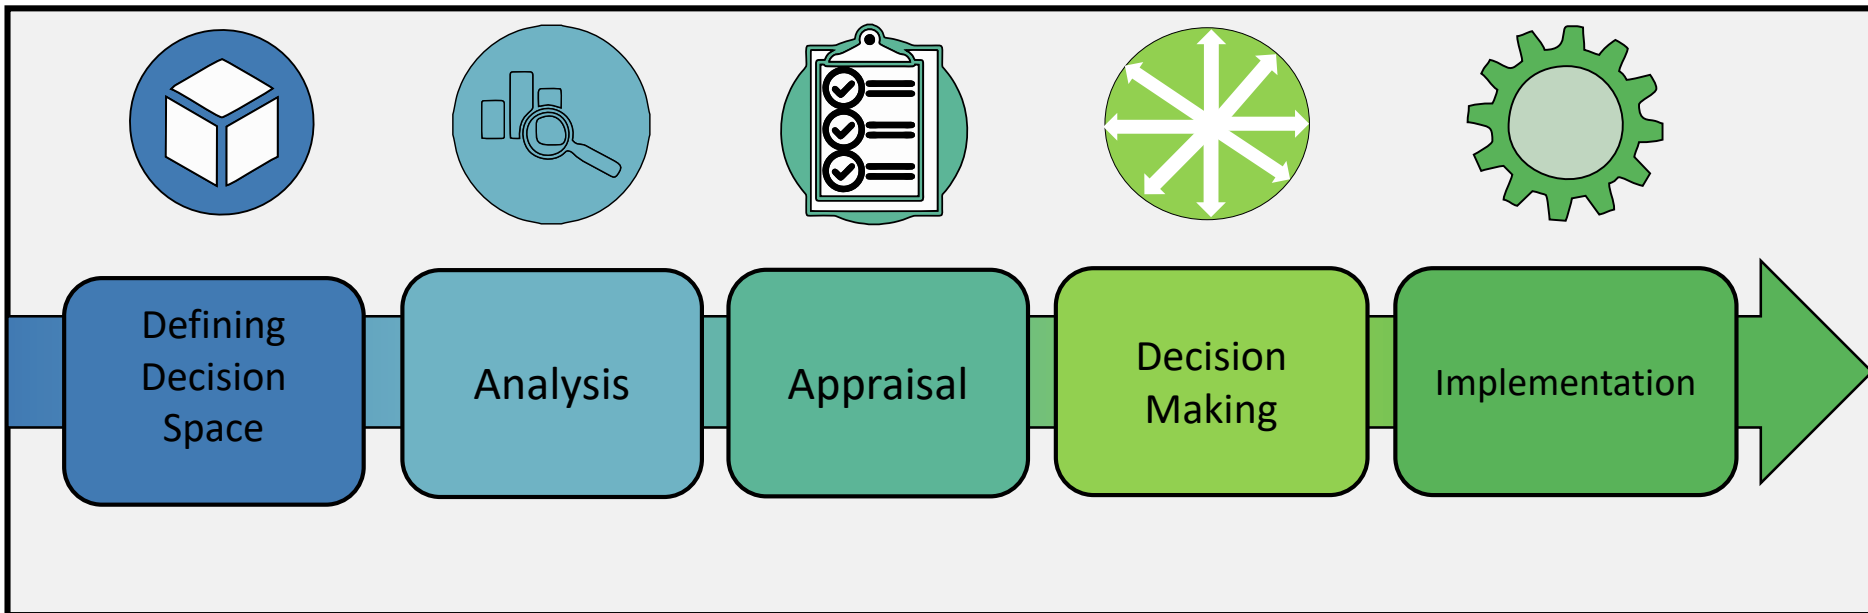 Defining
Decision
Space
Analysis
Appraisal
Decision
Making
Implementation